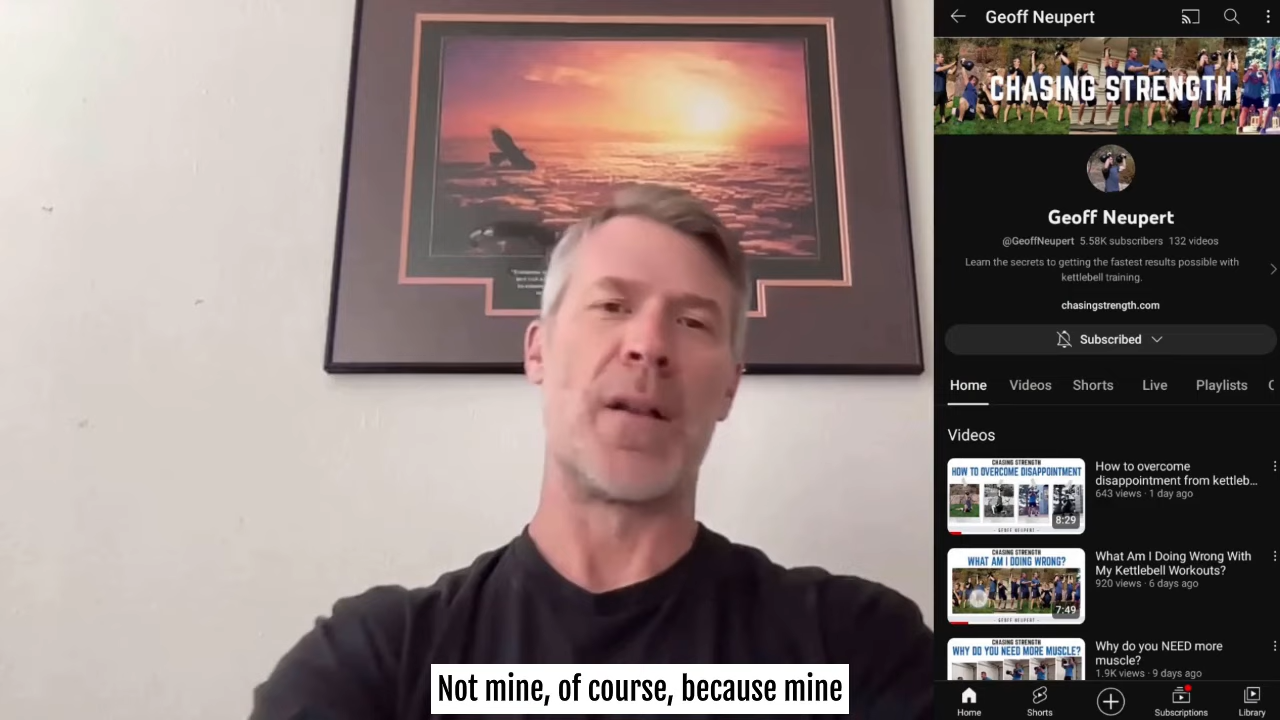 Not mine, of course, because mine
Geoff Neupert
CHASING STRENGTH
Geoff Neupert
@GeoffNeupert 5.58K subscribers 132 videos
Learn the secrets to getting the fastest results possible with
kettlebell training.
chasingstrength.com
Subscribed
Home Videos Shorts Live Playlists
Videos
CHASING STRENGTH
HOW TO OVERCOME DISAPPOINTMENT
- GEOFF NEUPERT -
8:29
How to overcome
disappointment from kettleb...
643 views · 1 day ago
CHASING STRENGTH
WHAT AM I DOING WRONG?
- GEOFF NEUPERT -
7:49
What Am I Doing Wrong With
My Kettlebell Workouts?
920 views · 6 days ago
CHASING STRENGTH
WHY DO YOU NEED MORE MUSCLE?
Why do you NEED more
muscle?
1.9K views · 9 days ago
Home Shorts Subscriptions Library